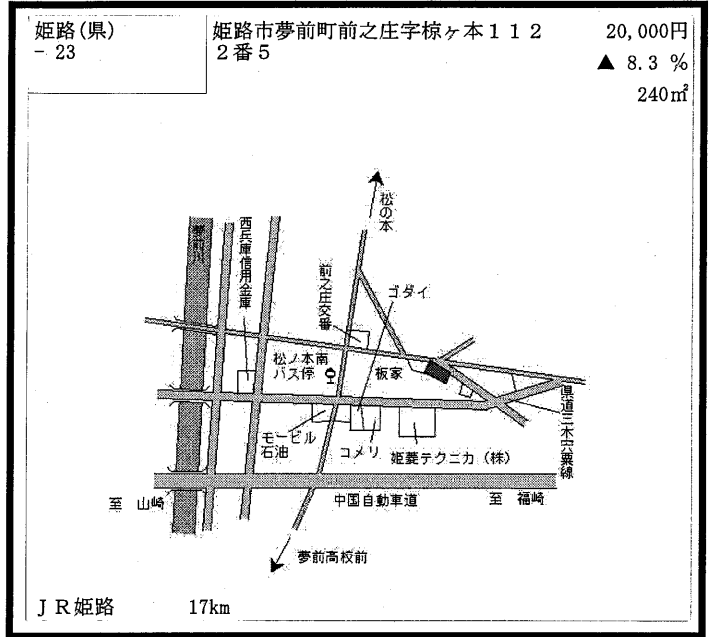 姫路(県)
- 23
姫路市夢前町前之庄字椋ヶ本112
2番5
20,000円
▲ 8.3 %
240㎡
松の本
夢前川
西兵庫信用金庫
前之庄交番
ゴダイ
松ノ本南
バス停
板家
県道三木宍粟線
モービル
石油
コメリ
姫菱テクニカ(株)
至 山崎
中国自動車道
至 福崎
夢前高校前
JR姫路
17km